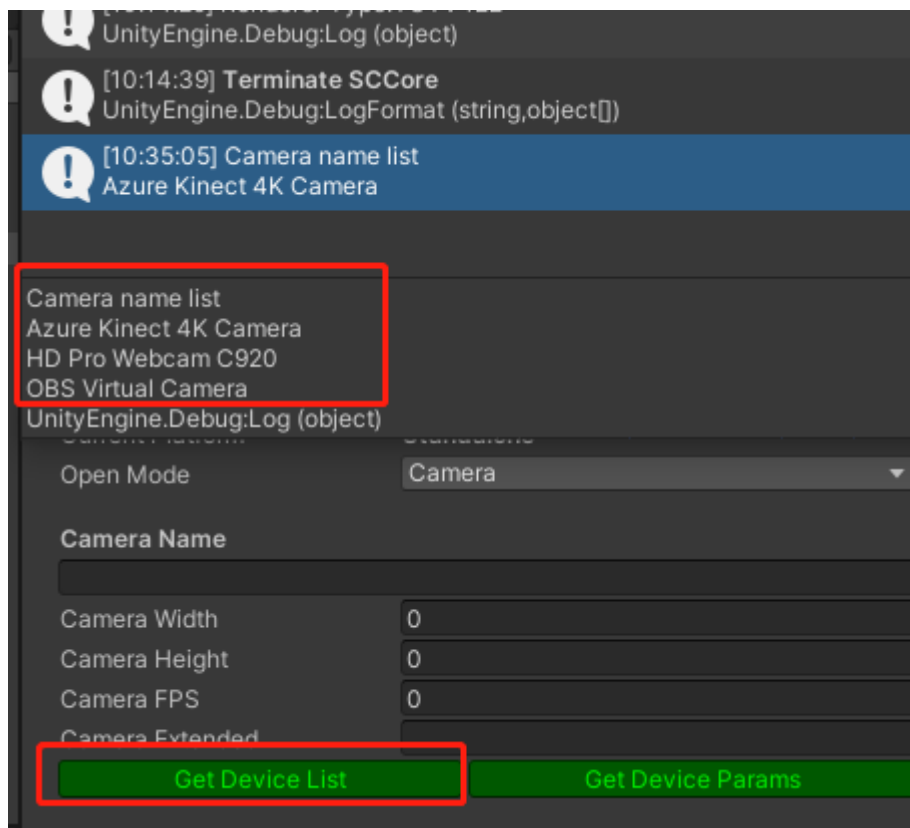 UnityEngine.Debug:Log (object)
[10:14:39] Terminate SCCore
UnityEngine.Debug:LogFormat (string,object[])
[10:35:05] Camera name list
Azure Kinect 4K Camera
Camera name list
Azure Kinect 4K Camera
HD Pro Webcam C920
OBS Virtual Camera
UnityEngine.Debug:Log (object)
Open Mode Camera
Camera Name
Camera Width 0
Camera Height 0
Camera FPS 0
Camera Extended
Get Device List Get Device Params